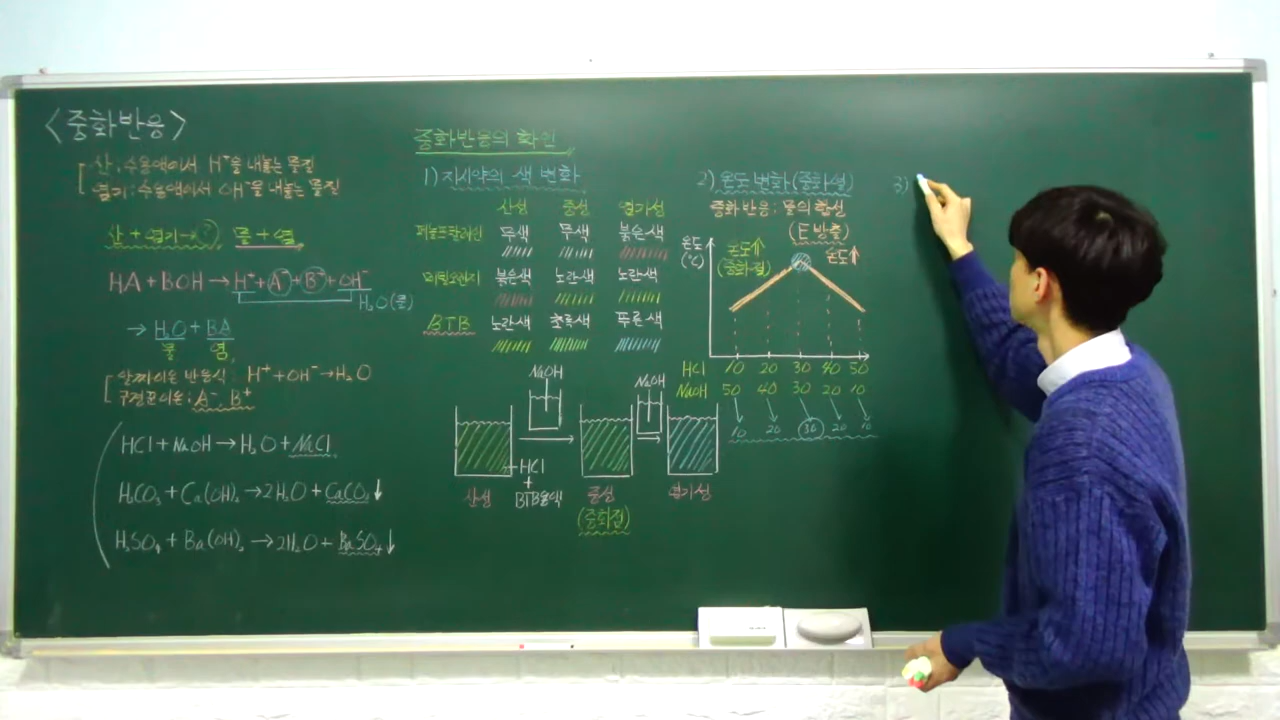 <중화반응>
산 : 수용액에서 H⁺을 내놓는 물질
염기 : 수용액에서 OH⁻을 내놓는 물질
산 + 염기 → 물 + 염
HA + BOH → H⁺ + A⁻ + B⁺ + OH⁻
H₂O (물)
→ H₂O + BA
물 염
알짜이온 반응식 : H⁺ + OH⁻ → H₂O
구경꾼이온 : A⁻, B⁺
HCl + NaOH → H₂O + NaCl
H₂CO₃ + Ca(OH)₂ → 2H₂O + CaCO₃↓
H₂SO₄ + Ba(OH)₂ → 2H₂O + BaSO₄↓
중화반응의 확인
1) 지시약의 색 변화
산성 중성 염기성
페놀프탈레인 무색 무색 붉은색
메틸오렌지 붉은색 노란색 노란색
BTB 노란색 초록색 푸른색
NaOH NaOH
HCl
+
BTB용액
산성 중성 염기성
(중화점)
2) 온도 변화 (중화열)
중화 반응 : 물의 합성
(E 방출)
온도
(℃)
온도↑
(중화점)
온도↑
HCl 10 20 30 40 50
NaOH 50 40 30 20 10
10 20 30 20 10
3)